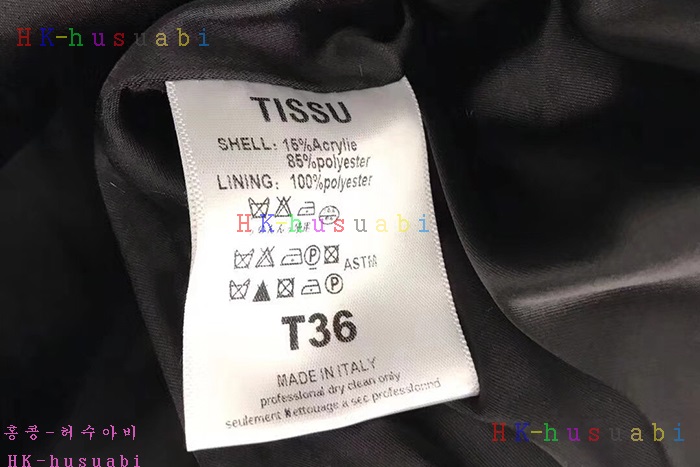 HK-husuabi
TISSU
SHELL: 15%Acrylie
85%polyester
LINING: 100%polyester
HK-husuabi
ASTM
T36
MADE IN ITALY
professional dry clean only
seulement Nettouage a sec professionnd
홍콩-허수아비
HK-husuabi
HK-husuabi